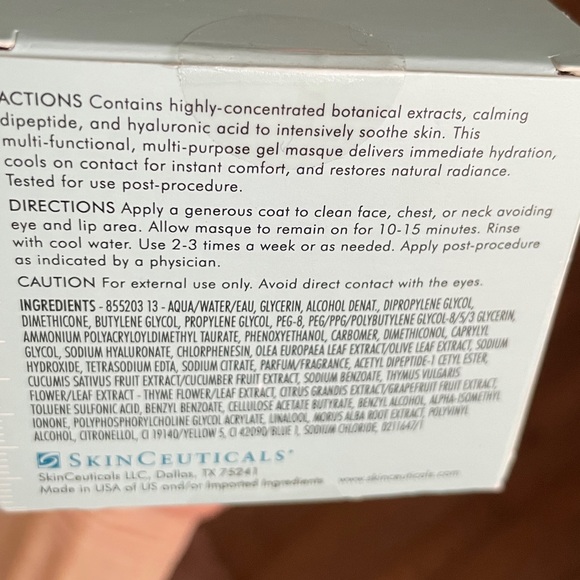 ACTIONS Contains highly-concentrated botanical extracts, calming
dipeptide, and hyaluronic acid to intensively soothe skin. This
multi-functional, multi-purpose gel masque delivers immediate hydration,
cools on contact for instant comfort, and restores natural radiance.
Tested for use post-procedure.
DIRECTIONS Apply a generous coat to clean face, chest, or neck avoiding
eye and lip area. Allow masque to remain on for 10-15 minutes. Rinse
with cool water. Use 2-3 times a week or as needed. Apply post-procedure
as indicated by a physician.
CAUTION For external use only. Avoid direct contact with the eyes.
INGREDIENTS - 855203 13 - AQUA/WATER/EAU, GLYCERIN, ALCOHOL DENAT., DIPROPYLENE GLYCOL,
DIMETHICONE, BUTYLENE GLYCOL, PROPYLENE GLYCOL, PEG-8, PEG/PPG/POLYBUTYLENE GLYCOL-8/5/3 GLYCERIN,
AMMONIUM POLYACRYLOYLDIMETHYL TAURATE, PHENOXYETHANOL, CARBOMER, DIMETHICONOL, CAPRYLYL
GLYCOL, SODIUM HYALURONATE, CHLORPHENESIN, OLEA EUROPAEA LEAF EXTRACT/OLIVE LEAF EXTRACT, SODIUM
HYDROXIDE, TETRASODIUM EDTA, SODIUM CITRATE, PARFUM/FRAGRANCE, ACETYL DIPEPTIDE-1 CETYL ESTER,
CUCUMIS SATIVUS FRUIT EXTRACT/CUCUMBER FRUIT EXTRACT, SODIUM BENZOATE, THYMUS VULGARIS
FLOWER/LEAF EXTRACT - THYME FLOWER/LEAF EXTRACT, CITRUS GRANDIS EXTRACT/GRAPEFRUIT FRUIT EXTRACT,
TOLUENE SULFONIC ACID, BENZYL BENZOATE, CELLULOSE ACETATE BUTYRATE, BENZYL ALCOHOL, ALPHA-ISOMETHYL
IONONE, POLYPHOSPHORYLCHOLINE GLYCOL ACRYLATE, LINALOOL, MORUS ALBA ROOT EXTRACT, POLYVINYL
ALCOHOL, CITRONELLOL, CI 19140/YELLOW 5, CI 42090/BLUE 1, SODIUM CHLORIDE, 0211647/1
SKINCEUTICALS®
SkinCeuticals LLC, Dallas, TX 75241
Made in USA of US and/or imported ingredients www.skinceuticals.com